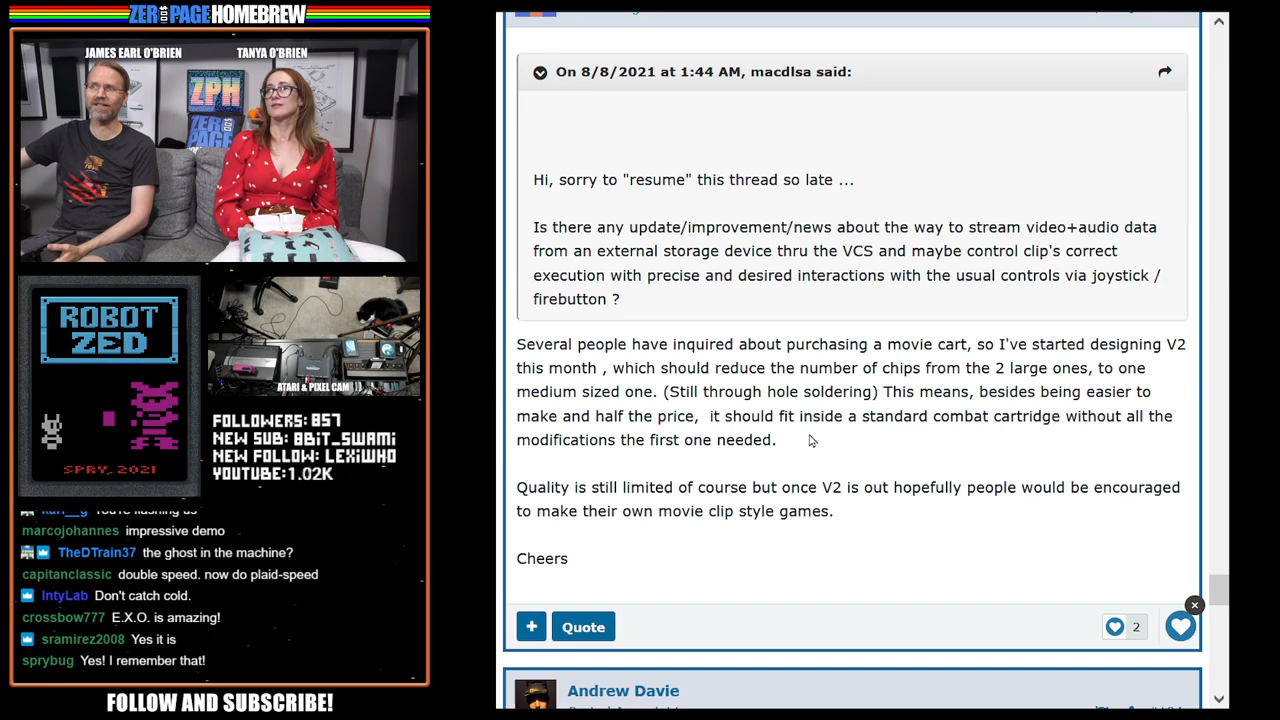 ZEROPAGEHOMEBREW
JAMES EARL O'BRIEN
TANYA O'BRIEN
ZPH
ZERO
PAGE
ROBOT
ZED
SPRY, 2021
ATARI & PIXEL CAM
FOLLOWERS: 857
NEW SUB: 8BIT_SWAMI
NEW FOLLOW: LEXIWHO
YOUTUBE:1.02K
marcojohannes impressive demo
TheDTrain37 the ghost in the machine?
capitanclassic double speed. now do plaid-speed
IntyLab Don't catch cold.
crossbow777 E.X.O. is amazing!
sramirez2008 Yes it is
sprybug Yes! I remember that!
FOLLOW AND SUBSCRIBE!
On 8/8/2021 at 1:44 AM, macdlsa said:
Hi, sorry to "resume" this thread so late ...
Is there any update/improvement/news about the way to stream video+audio data
from an external storage device thru the VCS and maybe control clip's correct
execution with precise and desired interactions with the usual controls via joystick /
firebutton ?
Several people have inquired about purchasing a movie cart, so I've started designing V2
this month , which should reduce the number of chips from the 2 large ones, to one
medium sized one. (Still through hole soldering) This means, besides being easier to
make and half the price,  it should fit inside a standard combat cartridge without all the
modifications the first one needed.
Quality is still limited of course but once V2 is out hopefully people would be encouraged
to make their own movie clip style games.
Cheers
+ Quote
2
Andrew Davie